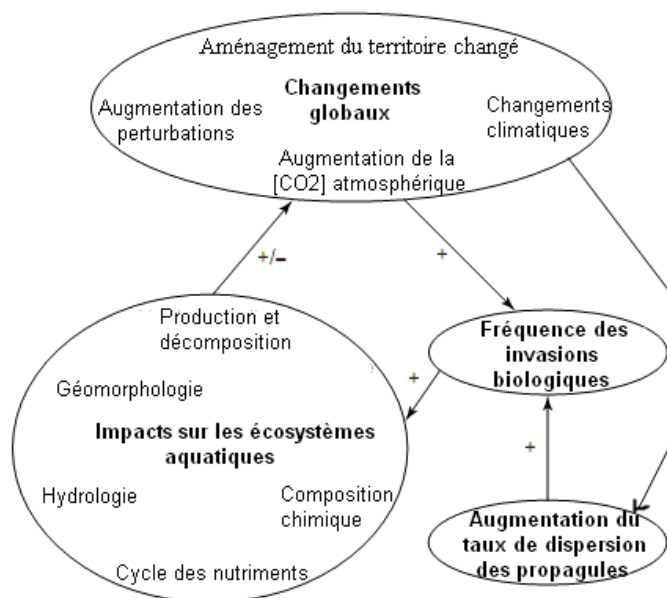 Aménagement du territoire changé
Changements
globaux
Augmentation des
perturbations
Changements
climatiques
Augmentation de la
[CO2] atmosphérique
+/-
+
Production et
décomposition
Géomorphologie
Impacts sur les écosystèmes
aquatiques
Hydrologie
Composition
chimique
Cycle des nutriments
+
Fréquence des
invasions
biologiques
+
Augmentation du
taux de dispersion
des propagules